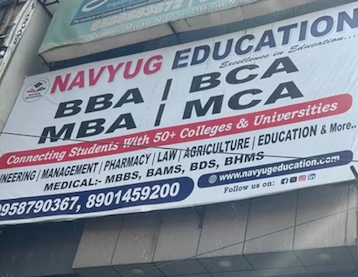 NAVYUG EDUCATION
Excellence in Education...
BBA | BCA
MBA | MCA
Connecting Students With 50+ Colleges & Universities
NEERING | MANAGEMENT | PHARMACY | LAW | AGRICULTURE | EDUCATION & More..
MEDICAL:- MBBS, BAMS, BDS, BHMS
www.navyugeducation.com
9958790367, 8901459200
Follow us on: